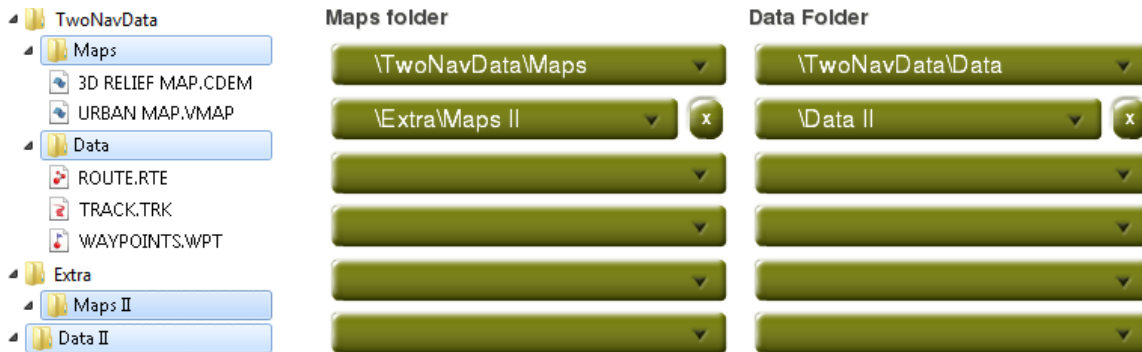 TwoNavData
Maps
3D RELIEF MAP.CDEM
URBAN MAP.VMAP
Data
ROUTE.RTE
TRACK.TRK
WAYPOINTS.WPT
Extra
Maps II
Data II
Maps folder
\TwoNavData\Maps
\Extra\Maps II
x
Data Folder
\TwoNavData\Data
\Data II
x